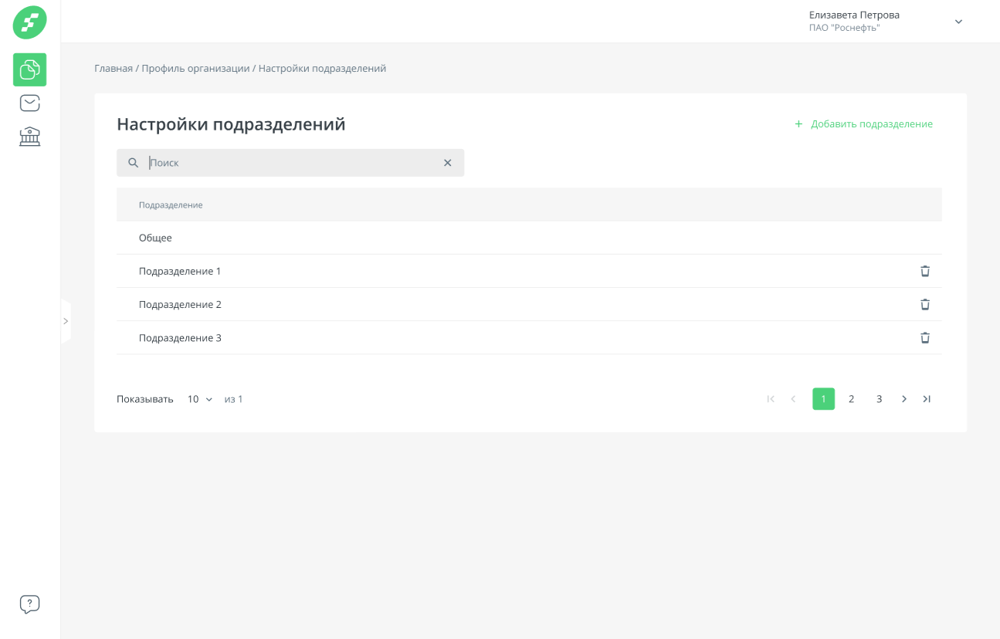 Елизавета Петрова
ПАО "Роснефть"
Главная / Профиль организации / Настройки подразделений
Настройки подразделений
+ Добавить подразделение
Поиск
Подразделение
Общее
Подразделение 1
Подразделение 2
Подразделение 3
Показывать 10 из 1 1 2 3
?